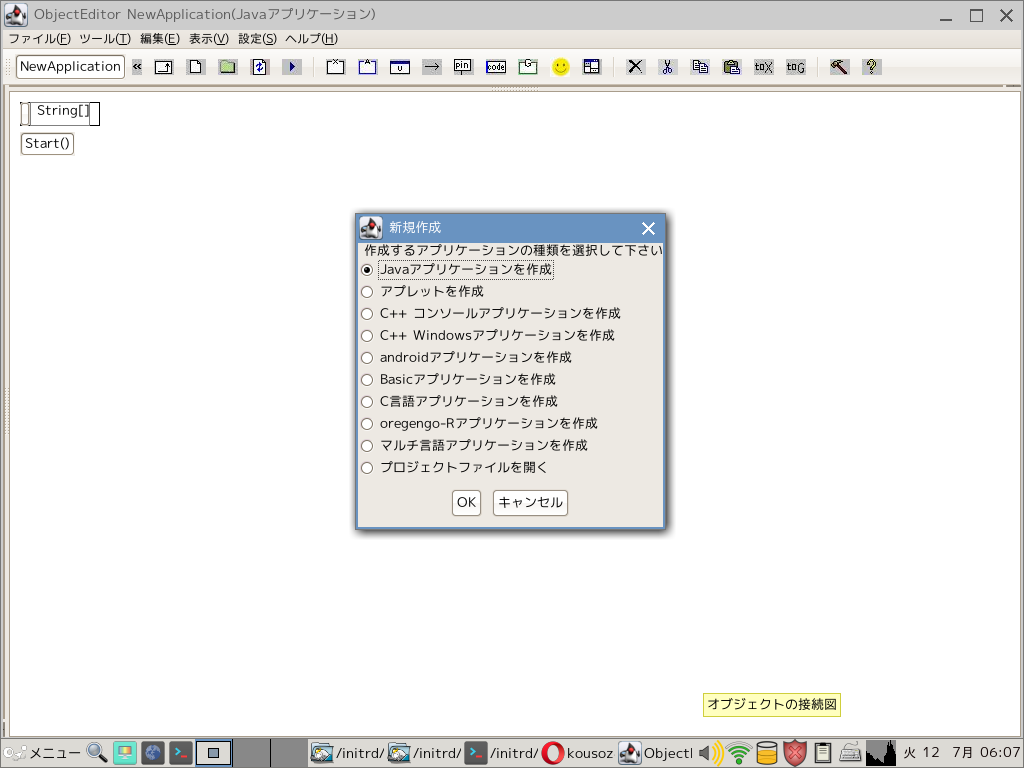 ObjectEditor NewApplication(Javaアプリケーション)
ファイル(F) ツール(T) 編集(E) 表示(V) 設定(S) ヘルプ(H)
NewApplication «
pin code toX toG ?
String[]
Start()
新規作成
作成するアプリケーションの種類を選択して下さい
Javaアプリケーションを作成
アプレットを作成
C++ コンソールアプリケーションを作成
C++ Windowsアプリケーションを作成
androidアプリケーションを作成
Basicアプリケーションを作成
C言語アプリケーションを作成
oregengo-Rアプリケーションを作成
マルチ言語アプリケーションを作成
プロジェクトファイルを開く
OK キャンセル
オブジェクトの接続図
メニュー /initrd/ /initrd/ /initrd/ kousoz Objectl 火 12 7月 06:07